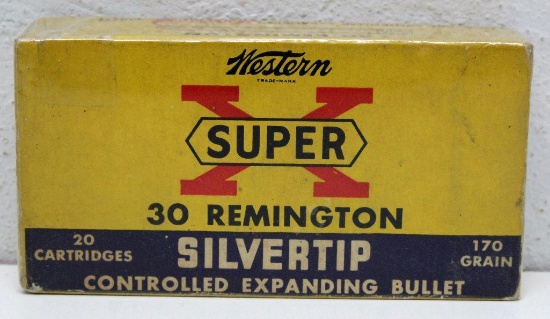 Western
TRADE-MARK
SUPER
X
30 REMINGTON
20
CARTRIDGES
SILVERTIP
170
GRAIN
CONTROLLED EXPANDING BULLET